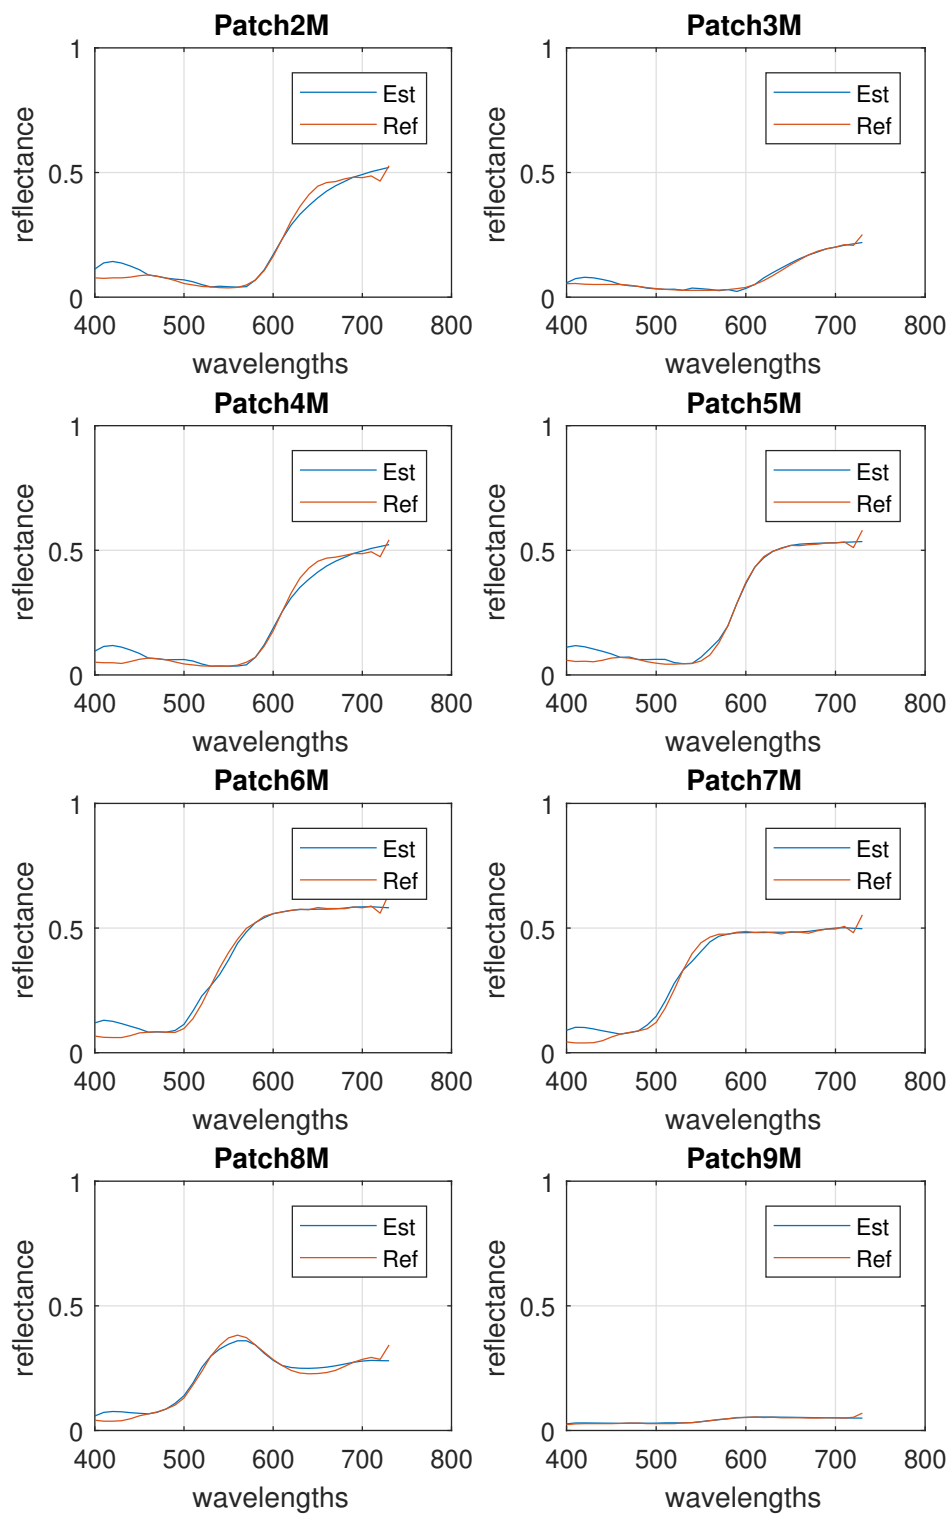 Patch2M
1
0.5
0
reflectance
Est
Ref
400 500 600 700 800
wavelengths
Patch3M
1
0.5
0
reflectance
Est
Ref
400 500 600 700 800
wavelengths
Patch4M
1
0.5
0
reflectance
Est
Ref
400 500 600 700 800
wavelengths
Patch5M
1
0.5
0
reflectance
Est
Ref
400 500 600 700 800
wavelengths
Patch6M
1
0.5
0
reflectance
Est
Ref
400 500 600 700 800
wavelengths
Patch7M
1
0.5
0
reflectance
Est
Ref
400 500 600 700 800
wavelengths
Patch8M
1
0.5
0
reflectance
Est
Ref
400 500 600 700 800
wavelengths
Patch9M
1
0.5
0
reflectance
Est
Ref
400 500 600 700 800
wavelengths